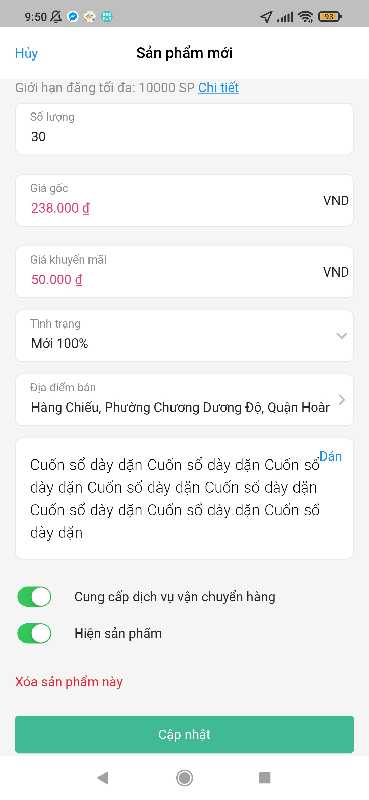 9:50
93
Hủy
Sản phẩm mới
Giới hạn đăng tối đa: 10000 SP Chi tiết
Số lượng
30
Giá gốc
238.000 ₫
VND
Giá khuyến mãi
50.000 ₫
VND
Tình trạng
Mới 100%
Địa điểm bán
Hàng Chiếu, Phường Chương Dương Độ, Quận Hoàn
Dán
Cuốn sổ dày dặn Cuốn sổ dày dặn Cuốn sổ
dày dặn Cuốn sổ dày dặn Cuốn sổ dày dặn
Cuốn sổ dày dặn Cuốn sổ dày dặn Cuốn sổ
dày dặn
Cung cấp dịch vụ vận chuyển hàng
Hiện sản phẩm
Xóa sản phẩm này
Cập nhật